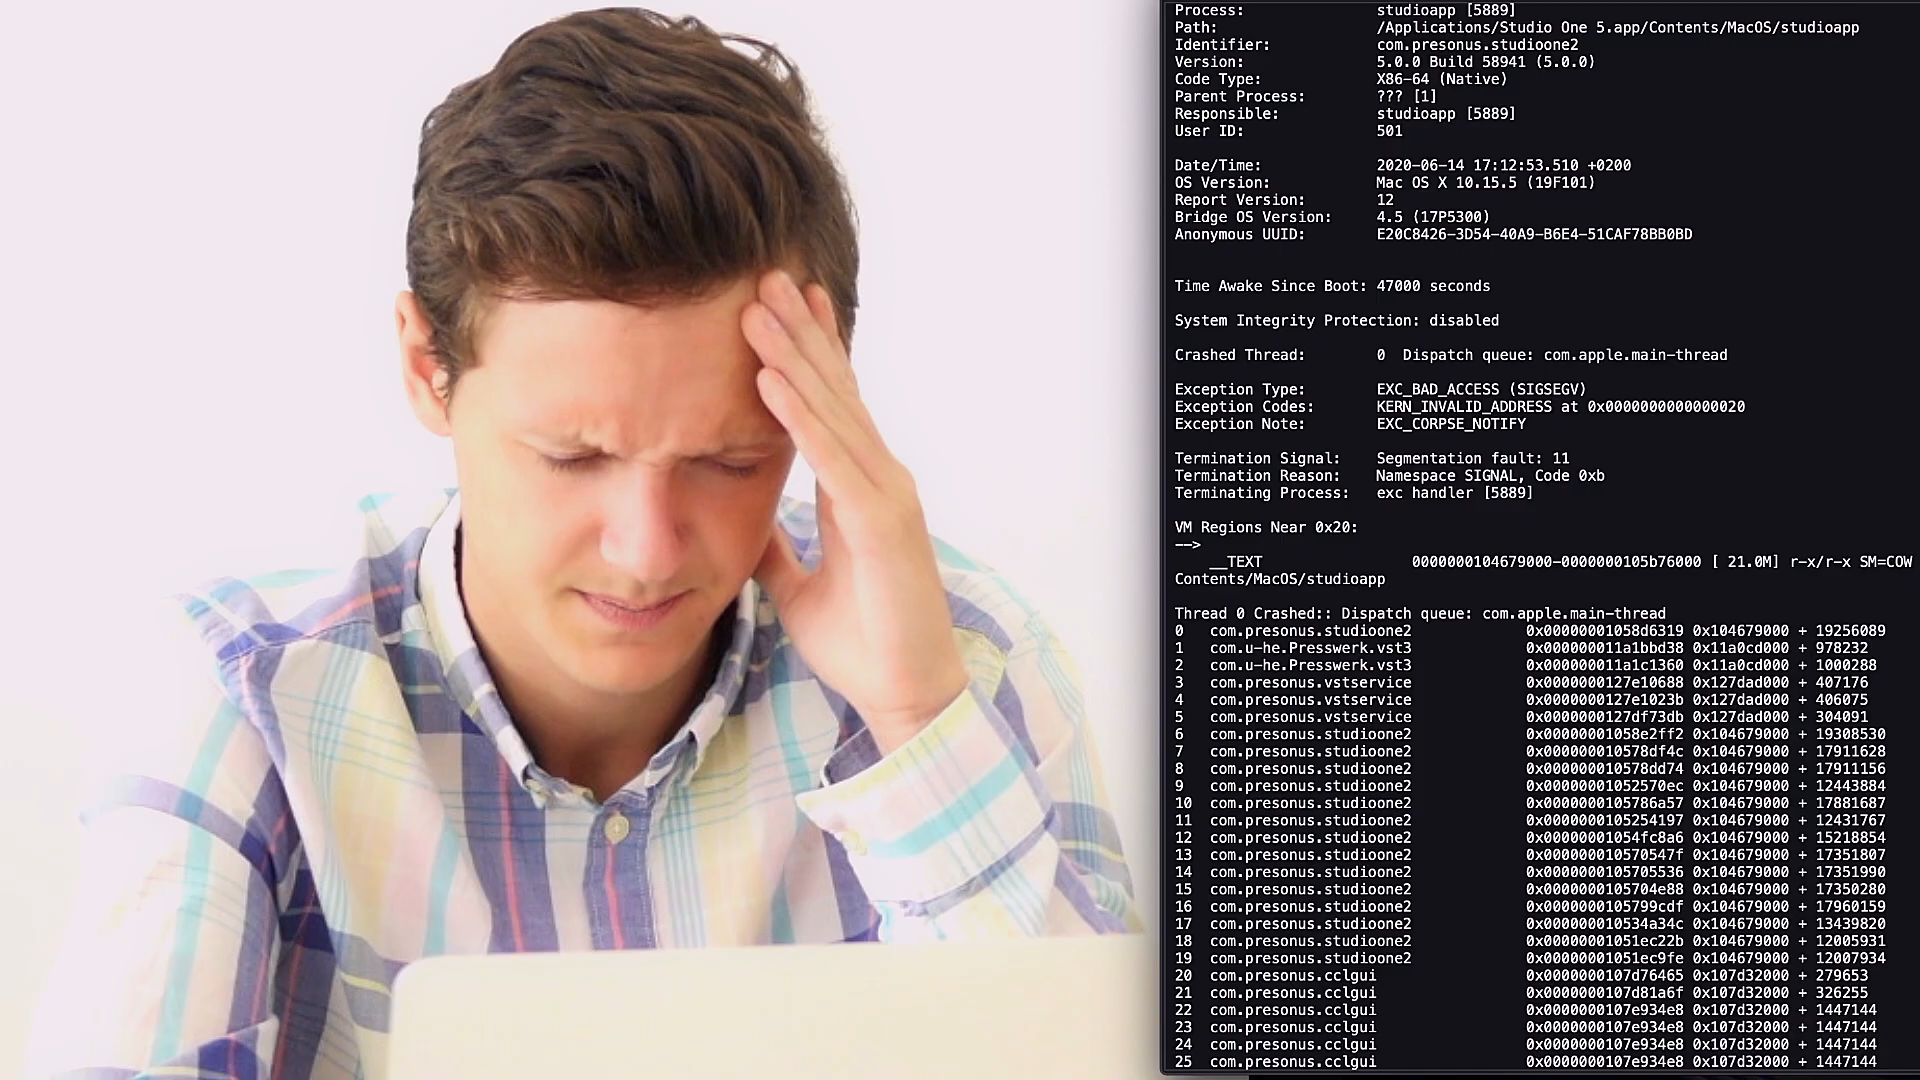 Process: studioapp [5889]
Path: /Applications/Studio One 5.app/Contents/MacOS/studioapp
Identifier: com.presonus.studioone2
Version: 5.0.0 Build 58941 (5.0.0)
Code Type: X86-64 (Native)
Parent Process: ??? [1]
Responsible: studioapp [5889]
User ID: 501
Date/Time: 2020-06-14 17:12:53.510 +0200
OS Version: Mac OS X 10.15.5 (19F101)
Report Version: 12
Bridge OS Version: 4.5 (17P5300)
Anonymous UUID: E20C8426-3D54-40A9-B6E4-51CAF78BB0BD
Time Awake Since Boot: 47000 seconds
System Integrity Protection: disabled
Crashed Thread: 0 Dispatch queue: com.apple.main-thread
Exception Type: EXC_BAD_ACCESS (SIGSEGV)
Exception Codes: KERN_INVALID_ADDRESS at 0x0000000000000020
Exception Note: EXC_CORPSE_NOTIFY
Termination Signal: Segmentation fault: 11
Termination Reason: Namespace SIGNAL, Code 0xb
Terminating Process: exc handler [5889]
VM Regions Near 0x20:
-->
__TEXT 0000000104679000-0000000105b76000 [ 21.0M] r-x/r-x SM=COW
Contents/MacOS/studioapp
Thread 0 Crashed:: Dispatch queue: com.apple.main-thread
0 com.presonus.studioone2 0x00000001058d6319 0x104679000 + 19256089
1 com.u-he.Presswerk.vst3 0x000000011a1bbd38 0x11a0cd000 + 978232
2 com.u-he.Presswerk.vst3 0x000000011a1c1360 0x11a0cd000 + 1000288
3 com.presonus.vstservice 0x0000000127e10688 0x127dad000 + 407176
4 com.presonus.vstservice 0x0000000127e1023b 0x127dad000 + 406075
5 com.presonus.vstservice 0x0000000127df73db 0x127dad000 + 304091
6 com.presonus.studioone2 0x00000001058e2ff2 0x104679000 + 19308530
7 com.presonus.studioone2 0x000000010578df4c 0x104679000 + 17911628
8 com.presonus.studioone2 0x000000010578dd74 0x104679000 + 17911156
9 com.presonus.studioone2 0x00000001052570ec 0x104679000 + 12443884
10 com.presonus.studioone2 0x0000000105786a57 0x104679000 + 17881687
11 com.presonus.studioone2 0x0000000105254197 0x104679000 + 12431767
12 com.presonus.studioone2 0x00000001054fc8a6 0x104679000 + 15218854
13 com.presonus.studioone2 0x000000010570547f 0x104679000 + 17351807
14 com.presonus.studioone2 0x0000000105705536 0x104679000 + 17351990
15 com.presonus.studioone2 0x0000000105704e88 0x104679000 + 17350280
16 com.presonus.studioone2 0x0000000105799cdf 0x104679000 + 17960159
17 com.presonus.studioone2 0x000000010534a34c 0x104679000 + 13439820
18 com.presonus.studioone2 0x00000001051ec22b 0x104679000 + 12005931
19 com.presonus.studioone2 0x00000001051ec9fe 0x104679000 + 12007934
20 com.presonus.cclgui 0x0000000107d76465 0x107d32000 + 279653
21 com.presonus.cclgui 0x0000000107d81a6f 0x107d32000 + 326255
22 com.presonus.cclgui 0x0000000107e934e8 0x107d32000 + 1447144
23 com.presonus.cclgui 0x0000000107e934e8 0x107d32000 + 1447144
24 com.presonus.cclgui 0x0000000107e934e8 0x107d32000 + 1447144
25 com.presonus.cclgui 0x0000000107e934e8 0x107d32000 + 1447144